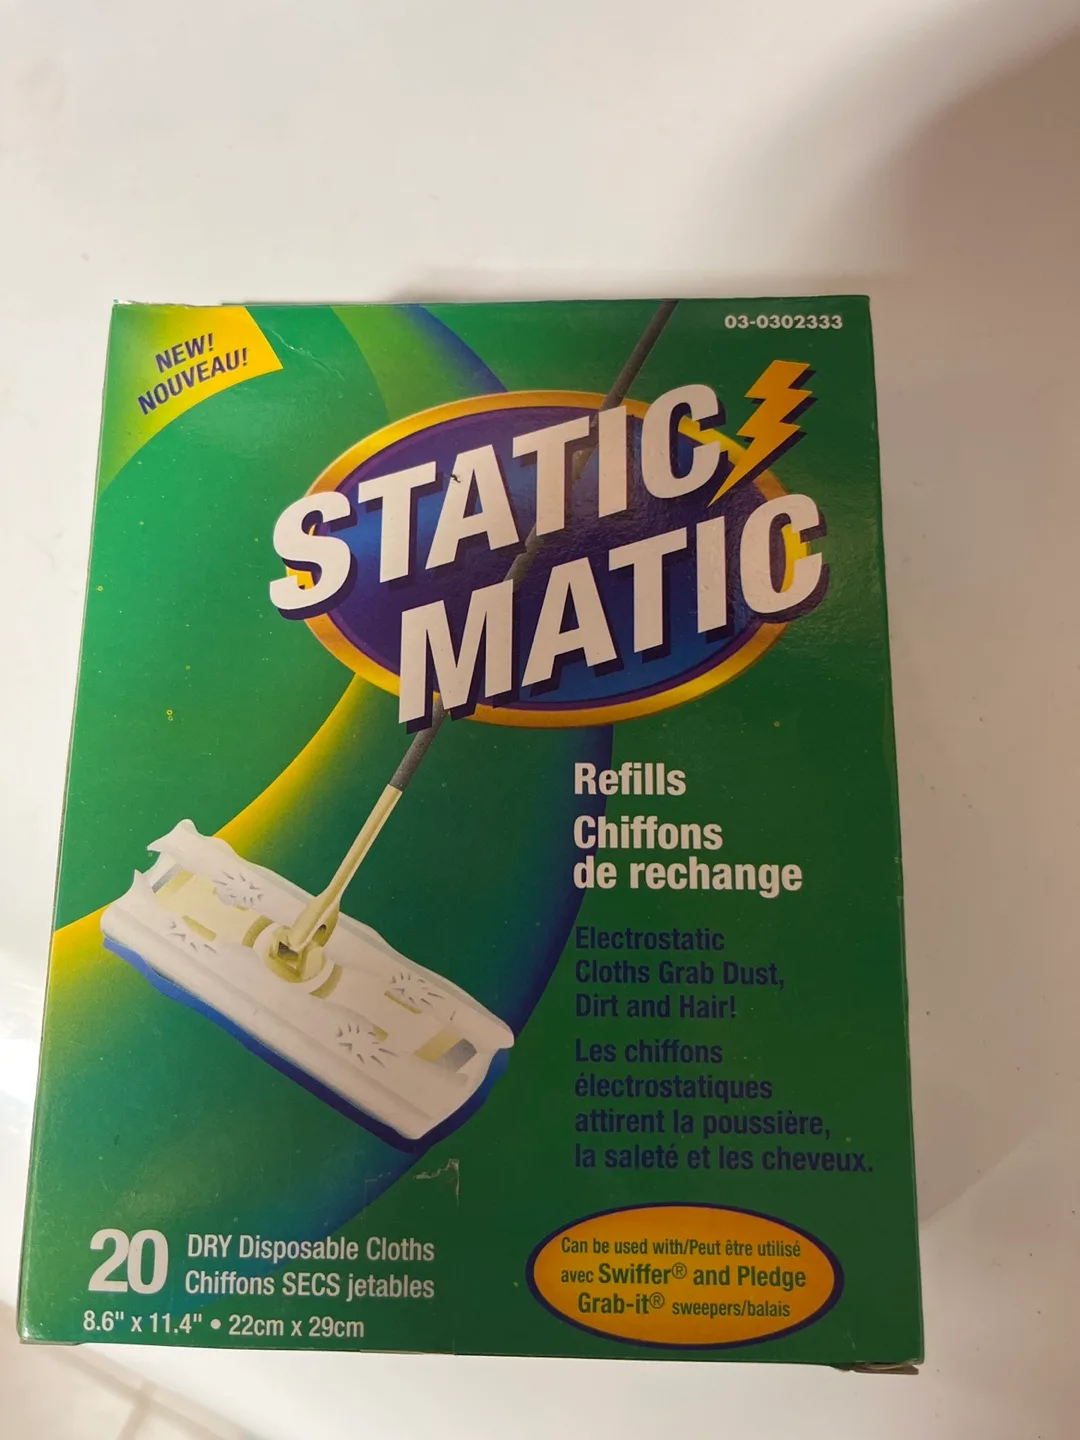 03-0302333
NEW!
NOUVEAU!
STATIC
MATIC
Refills
Chiffons
de rechange
Electrostatic
Cloths Grab Dust,
Dirt and Hair!
Les chiffons
électrostatiques
attirent la poussière,
la saleté et les cheveux.
20 DRY Disposable Cloths
Chiffons SECS jetables
8.6" x 11.4" • 22cm x 29cm
Can be used with/Peut être utilisé
avec Swiffer® and Pledge
Grab-it® sweepers/balais